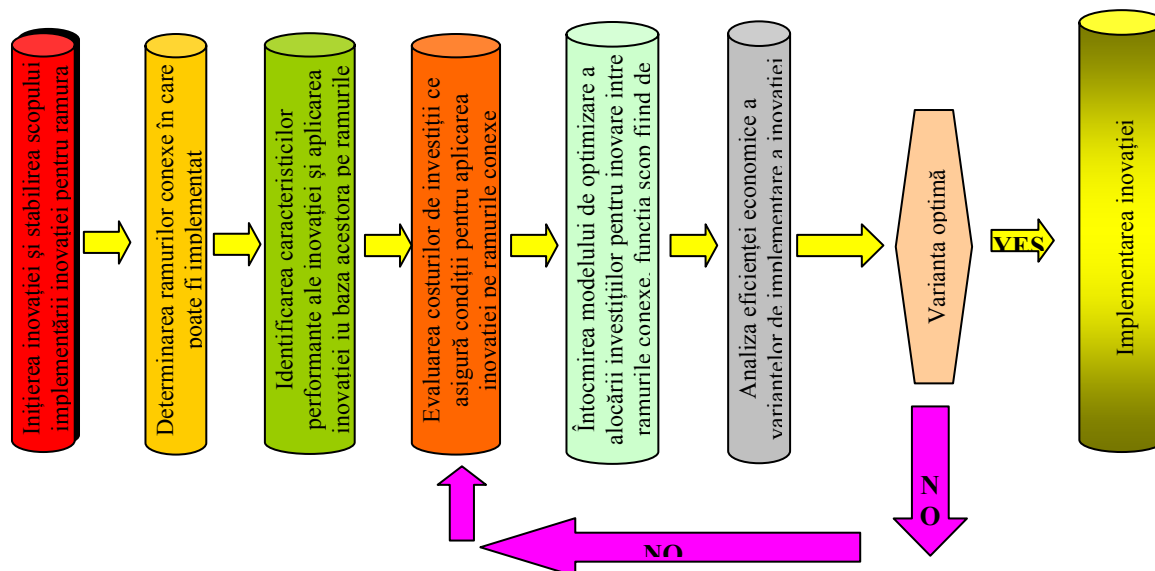 Inițierea inovației și stabilirea scopului
implementării inovației pentru ramura
Determinarea ramurilor conexe în care
poate fi implementat
Identificarea caracteristicilor
performante ale inovației și aplicarea
inovației iu baza acestora pe ramurile
Evaluarea costurilor de investiții ce
asigură condiții pentru aplicarea
inovației pe ramurile conexe
Întocmirea modelului de optimizare a
alocării investițiilor pentru inovare între
ramurile conexe, funcția scop fiind de
Analiza eficienței economice a
variantelor de implementare a inovației
Varianta optimă
YES
Implementarea inovației
N
O
NO